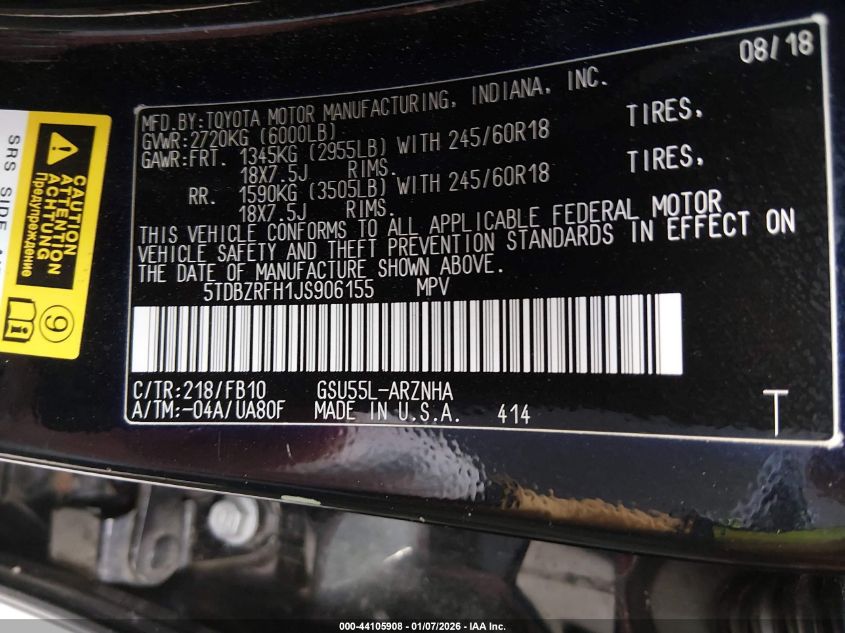 08/18
MFD.BY:TOYOTA MOTOR MANUFACTURING, INDIANA, INC.
GVWR:2720KG (6000LB)
GAWR:FRT. 1345KG (2955LB) WITH 245/60R18 TIRES,
18X7.5J RIMS.
RR. 1590KG (3505LB) WITH 245/60R18 TIRES,
18X7.5J RIMS.
THIS VEHICLE CONFORMS TO ALL APPLICABLE FEDERAL MOTOR
VEHICLE SAFETY AND THEFT PREVENTION STANDARDS IN EFFECT ON
THE DATE OF MANUFACTURE SHOWN ABOVE.
5TDBZRFH1JS906155 MPV
C/TR:218/FB10 GSU55L-ARZNHA
A/TM:-04A/UA80F MADE IN U.S.A. 414
T
CAUTION
ATTENTION
ACHTUNG
Предупреждение
9
SRS SIDE
000-44105908 - 01/07/2026 - IAA Inc.